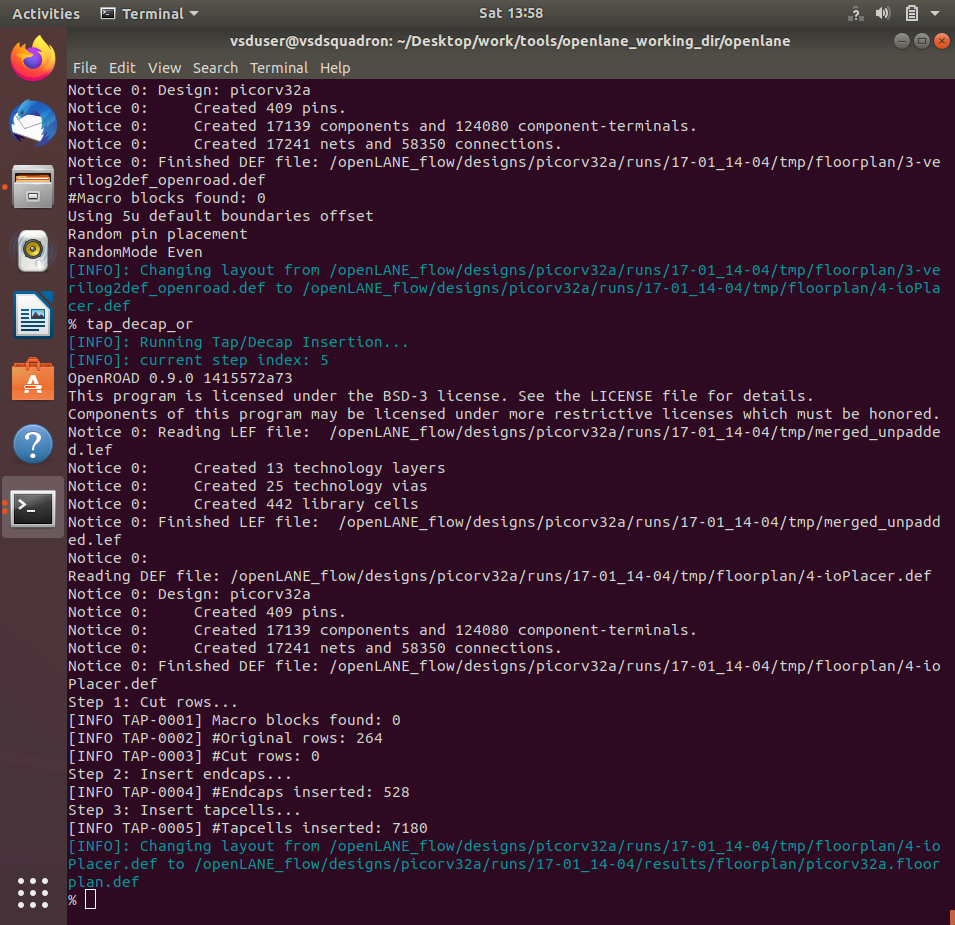 Activities Terminal Sat 13:58
vsduser@vsdsquadron: ~/Desktop/work/tools/openlane_working_dir/openlane
File Edit View Search Terminal Help
Notice 0: Design: picorv32a
Notice 0:     Created 409 pins.
Notice 0:     Created 17139 components and 124080 component-terminals.
Notice 0:     Created 17241 nets and 58350 connections.
Notice 0: Finished DEF file: /openLANE_flow/designs/picorv32a/runs/17-01_14-04/tmp/floorplan/3-ve
rilog2def_openroad.def
#Macro blocks found: 0
Using 5u default boundaries offset
Random pin placement
RandomMode Even
[INFO]: Changing layout from /openLANE_flow/designs/picorv32a/runs/17-01_14-04/tmp/floorplan/3-ve
rilog2def_openroad.def to /openLANE_flow/designs/picorv32a/runs/17-01_14-04/tmp/floorplan/4-ioPla
cer.def
% tap_decap_or
[INFO]: Running Tap/Decap Insertion...
[INFO]: current step index: 5
OpenROAD 0.9.0 1415572a73
This program is licensed under the BSD-3 license. See the LICENSE file for details.
Components of this program may be licensed under more restrictive licenses which must be honored.
Notice 0: Reading LEF file:  /openLANE_flow/designs/picorv32a/runs/17-01_14-04/tmp/merged_unpadde
d.lef
Notice 0:     Created 13 technology layers
Notice 0:     Created 25 technology vias
Notice 0:     Created 442 library cells
Notice 0: Finished LEF file:  /openLANE_flow/designs/picorv32a/runs/17-01_14-04/tmp/merged_unpadd
ed.lef
Notice 0:
Reading DEF file: /openLANE_flow/designs/picorv32a/runs/17-01_14-04/tmp/floorplan/4-ioPlacer.def
Notice 0: Design: picorv32a
Notice 0:     Created 409 pins.
Notice 0:     Created 17139 components and 124080 component-terminals.
Notice 0:     Created 17241 nets and 58350 connections.
Notice 0: Finished DEF file: /openLANE_flow/designs/picorv32a/runs/17-01_14-04/tmp/floorplan/4-io
Placer.def
Step 1: Cut rows...
[INFO TAP-0001] Macro blocks found: 0
[INFO TAP-0002] #Original rows: 264
[INFO TAP-0003] #Cut rows: 0
Step 2: Insert endcaps...
[INFO TAP-0004] #Endcaps inserted: 528
Step 3: Insert tapcells...
[INFO TAP-0005] #Tapcells inserted: 7180
[INFO]: Changing layout from /openLANE_flow/designs/picorv32a/runs/17-01_14-04/tmp/floorplan/4-io
Placer.def to /openLANE_flow/designs/picorv32a/runs/17-01_14-04/results/floorplan/picorv32a.floor
plan.def
%